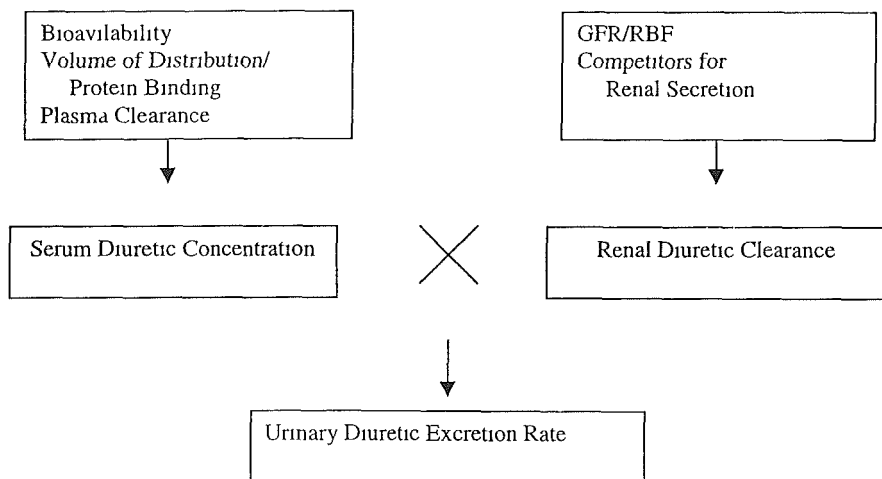 Bioavilability
Volume of Distribution/
Protein Binding
Plasma Clearance
GFR/RBF
Competitors for
Renal Secretion
Serum Diuretic Concentration
Renal Diuretic Clearance
Urinary Diuretic Excretion Rate